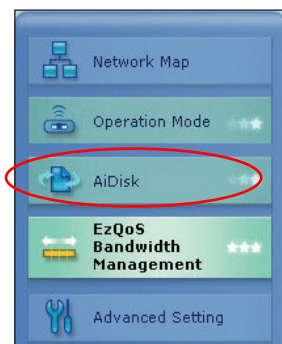 Network Map
Operation Mode
AiDisk
EzQoS
Bandwidth
Management
Advanced Setting